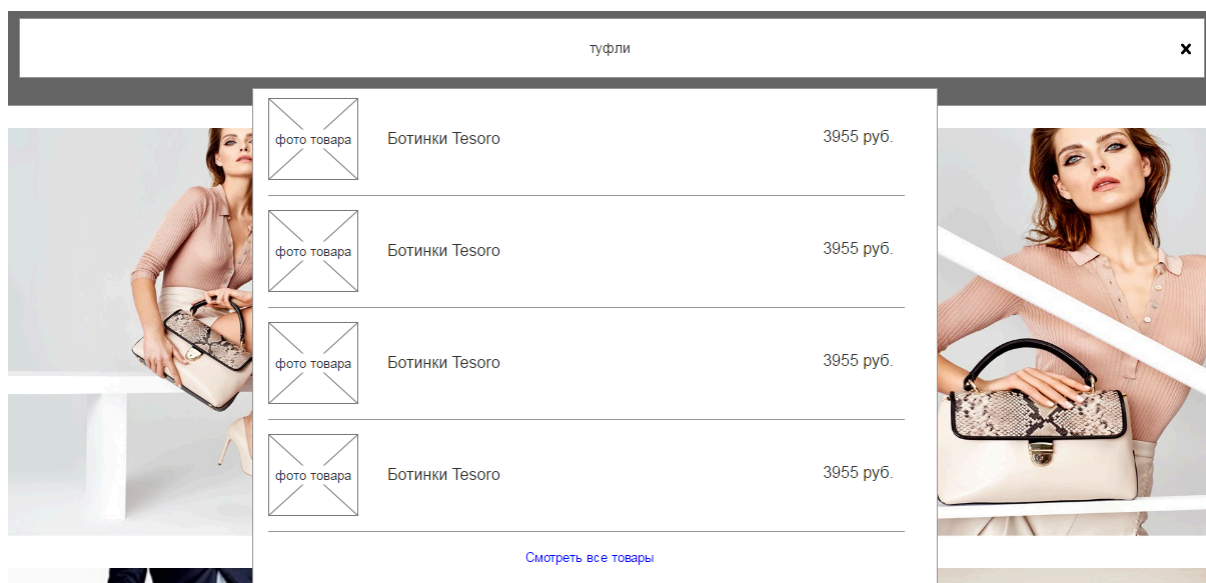 туфли
фото товара
Ботинки Tesoro
3955 руб.
фото товара
Ботинки Tesoro
3955 руб.
фото товара
Ботинки Tesoro
3955 руб.
фото товара
Ботинки Tesoro
3955 руб.
Смотреть все товары